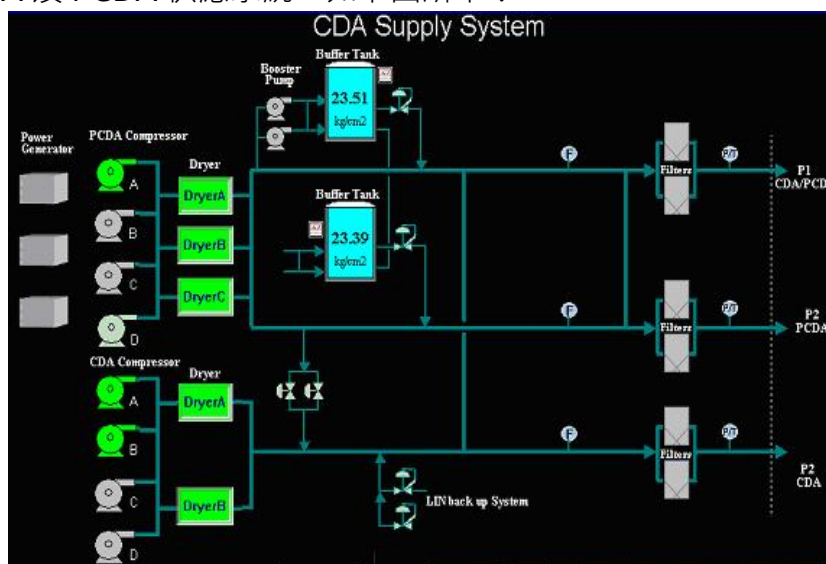 CDA Supply System
Buffer Tank
Booster
Pump
23.51
kg/cm2
Power
Generator
PCDA Compressor
A
B
C
D
Dryer
DryerA
DryerB
DryerC
Buffer Tank
23.39
kg/cm2
F
Filters
P/T
P1
CDA/PCD
F
Filters
P/T
P2
PCDA
CDA Compressor
A
B
C
D
Dryer
DryerA
DryerB
LIN back up System
F
Filters
P/T
P2
CDA